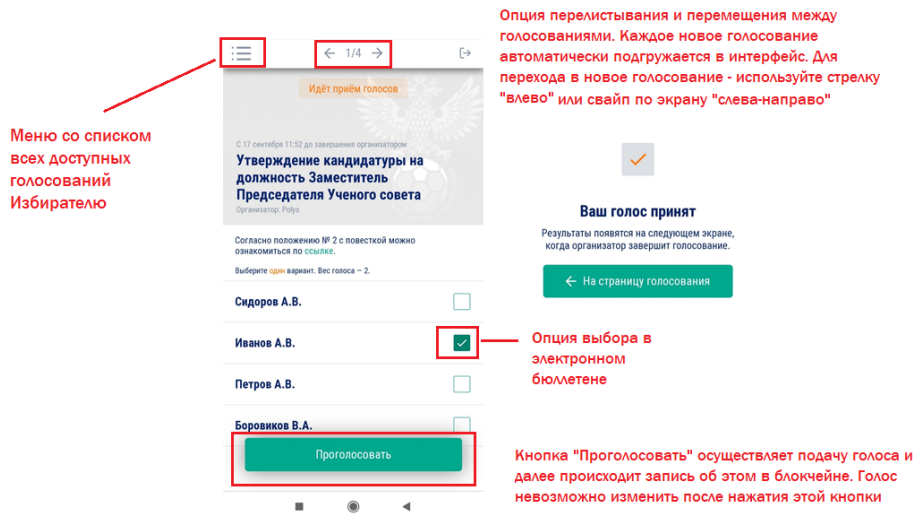 Опция перелистывания и перемещения между
голосованиями. Каждое новое голосование
автоматически подгружается в интерфейс. Для
перехода в новое голосование - используйте стрелку
"влево" или свайп по экрану "слева-направо"
1/4
Идёт приём голосов
Меню со списком
всех доступных
голосований
Избирателю
С 17 сентября 11:52 до завершения организатором
Утверждение кандидатуры на
должность Заместитель
Председателя Ученого совета
Организатор: Polys
Согласно положению № 2 с повесткой можно
ознакомиться по ссылке.
Выберите один вариант. Вес голоса — 2.
Сидоров А.В.
Иванов А.В.
Петров А.В.
Боровиков В.А.
Проголосовать
Ваш голос принят
Результаты появятся на следующем экране,
когда организатор завершит голосование.
← На страницу голосования
Опция выбора в
электронном
бюллетене
Кнопка "Проголосовать" осуществляет подачу голоса и
далее происходит запись об этом в блокчейне. Голос
невозможно изменить после нажатия этой кнопки